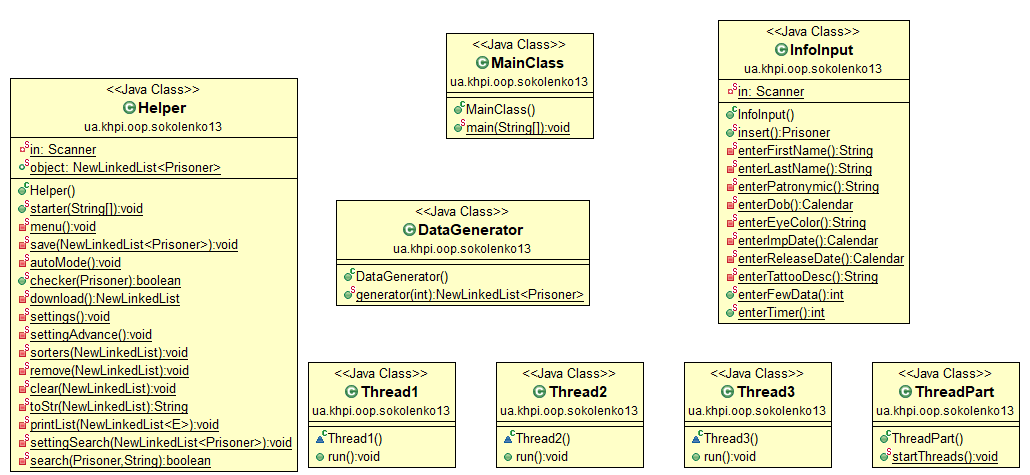 <<Java Class>>
Helper
ua.khpi.oop.sokolenko13
in: Scanner
object: NewLinkedList<Prisoner>
Helper()
starter(String[]):void
menu():void
save(NewLinkedList<Prisoner>):void
autoMode():void
checker(Prisoner):boolean
download():NewLinkedList
settings():void
settingAdvance():void
sorters(NewLinkedList):void
remove(NewLinkedList):void
clear(NewLinkedList):void
toStr(NewLinkedList):String
printList(NewLinkedList<E>):void
settingSearch(NewLinkedList<Prisoner>):void
search(Prisoner,String):boolean
<<Java Class>>
MainClass
ua.khpi.oop.sokolenko13
MainClass()
main(String[]):void
<<Java Class>>
InfoInput
ua.khpi.oop.sokolenko13
in: Scanner
InfoInput()
insert():Prisoner
enterFirstName():String
enterLastName():String
enterPatronymic():String
enterDob():Calendar
enterEyeColor():String
enterImpDate():Calendar
enterReleaseDate():Calendar
enterTattooDesc():String
enterFewData():int
enterTimer():int
<<Java Class>>
DataGenerator
ua.khpi.oop.sokolenko13
DataGenerator()
generator(int):NewLinkedList<Prisoner>
<<Java Class>>
Thread1
ua.khpi.oop.sokolenko13
Thread1()
run():void
<<Java Class>>
Thread2
ua.khpi.oop.sokolenko13
Thread2()
run():void
<<Java Class>>
Thread3
ua.khpi.oop.sokolenko13
Thread3()
run():void
<<Java Class>>
ThreadPart
ua.khpi.oop.sokolenko13
ThreadPart()
startThreads():void